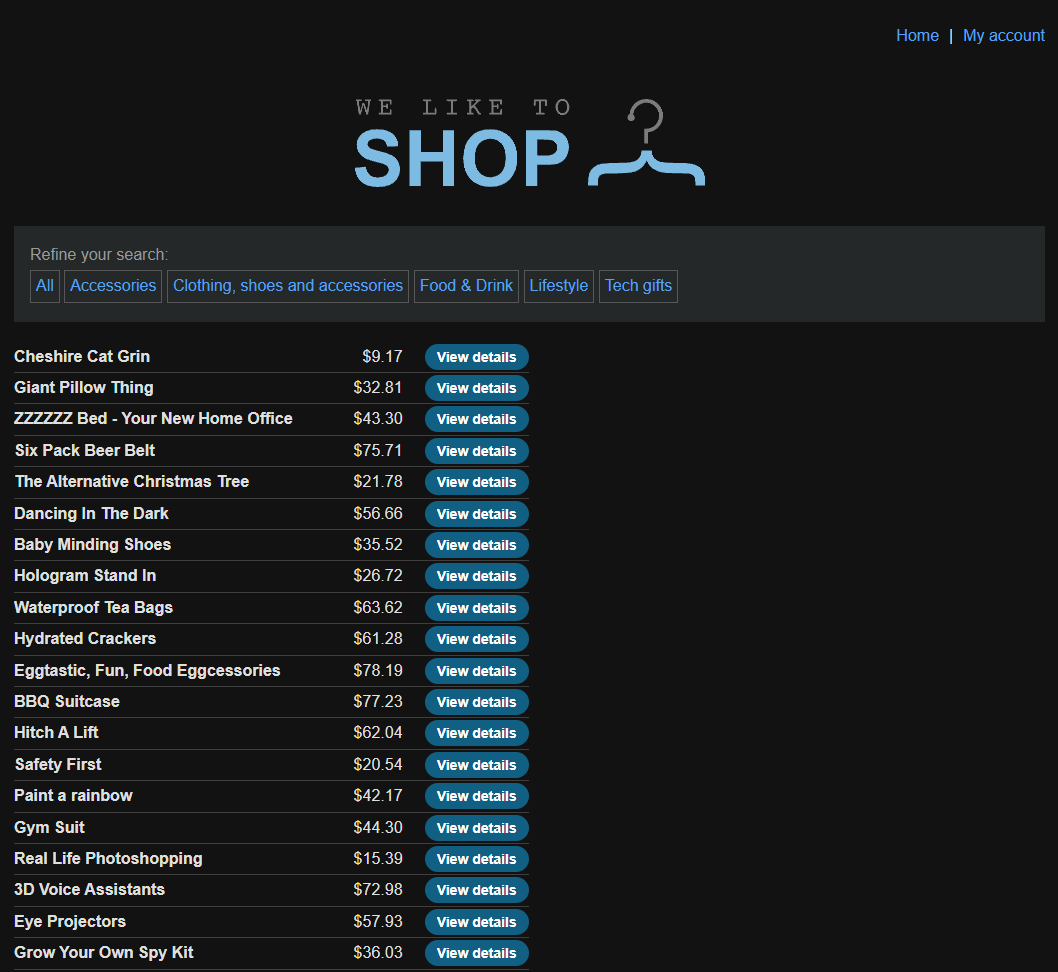 Home | My account
WE LIKE TO
SHOP
Refine your search:
All Accessories Clothing, shoes and accessories Food & Drink Lifestyle Tech gifts
Cheshire Cat Grin $9.17 View details
Giant Pillow Thing $32.81 View details
ZZZZZZ Bed - Your New Home Office $43.30 View details
Six Pack Beer Belt $75.71 View details
The Alternative Christmas Tree $21.78 View details
Dancing In The Dark $56.66 View details
Baby Minding Shoes $35.52 View details
Hologram Stand In $26.72 View details
Waterproof Tea Bags $63.62 View details
Hydrated Crackers $61.28 View details
Eggtastic, Fun, Food Eggcessories $78.19 View details
BBQ Suitcase $77.23 View details
Hitch A Lift $62.04 View details
Safety First $20.54 View details
Paint a rainbow $42.17 View details
Gym Suit $44.30 View details
Real Life Photoshopping $15.39 View details
3D Voice Assistants $72.98 View details
Eye Projectors $57.93 View details
Grow Your Own Spy Kit $36.03 View details